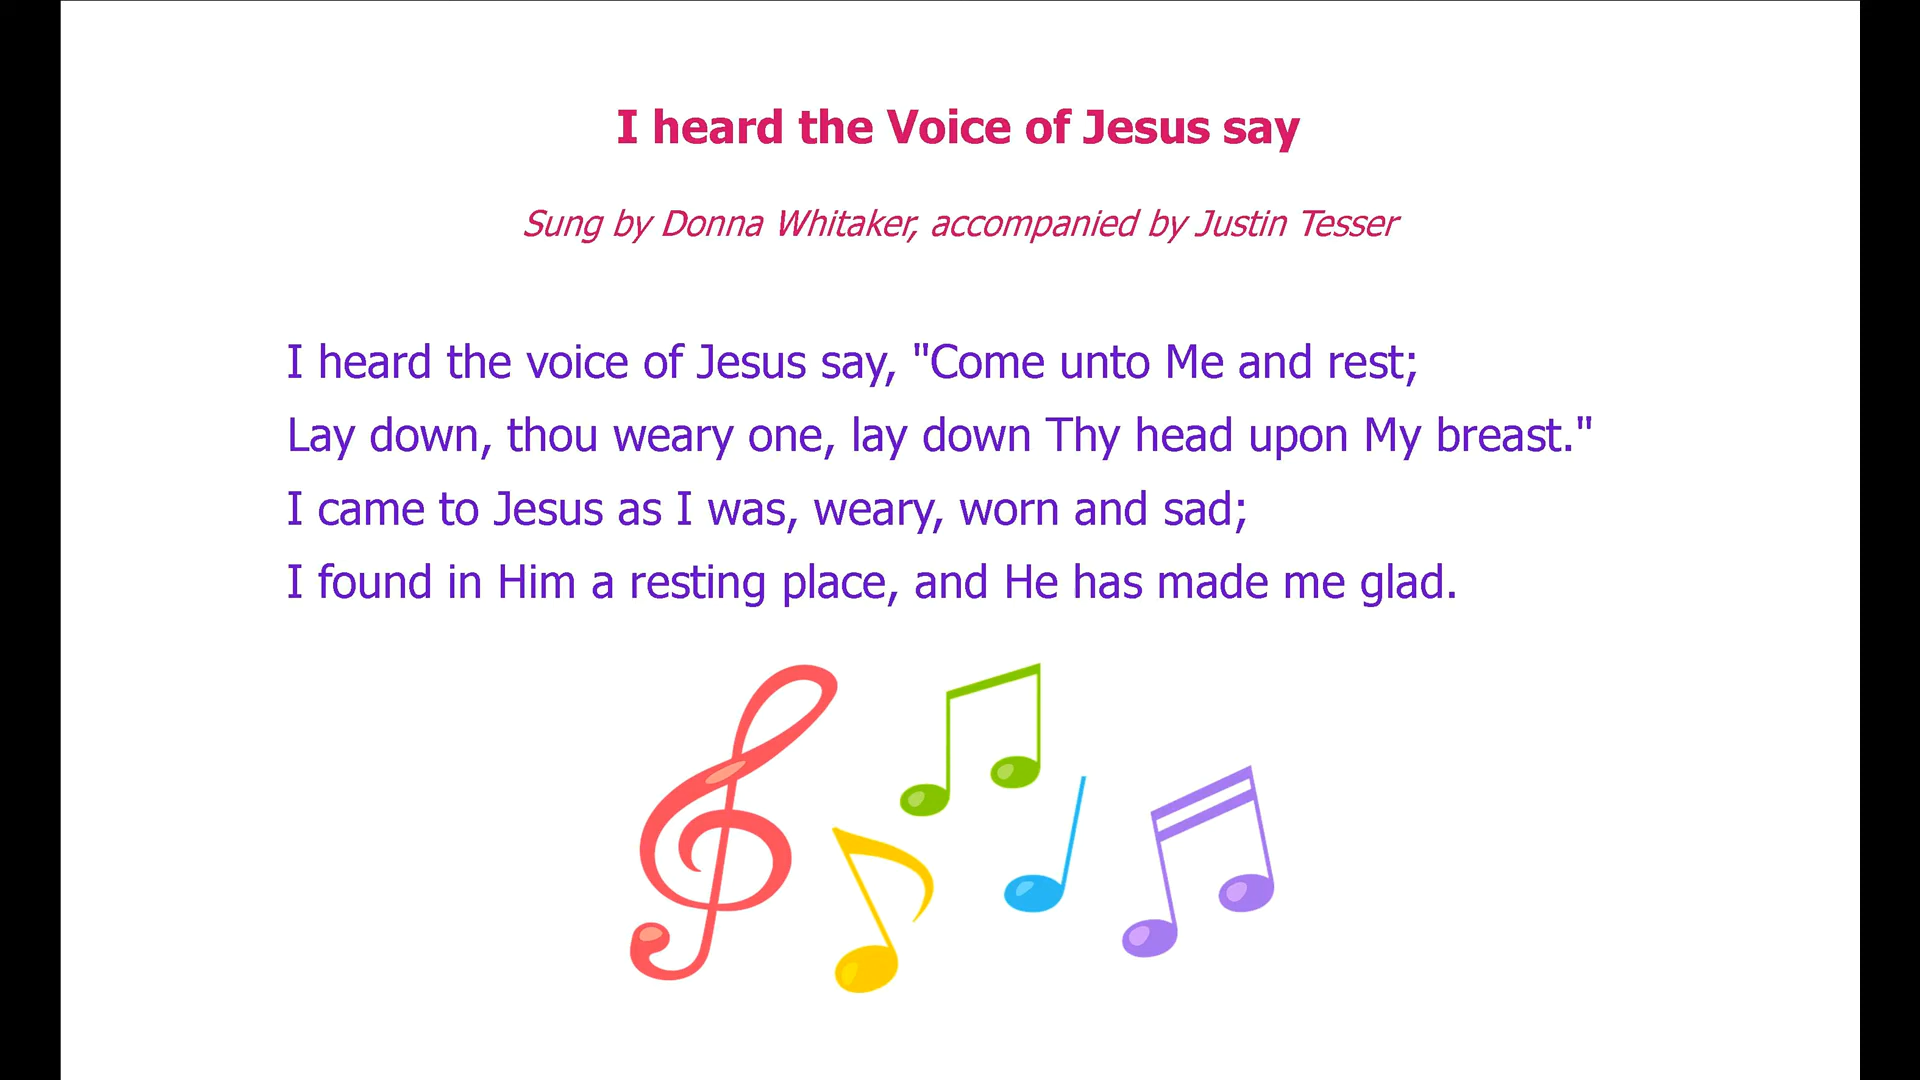 I heard the Voice of Jesus say
Sung by Donna Whitaker, accompanied by Justin Tesser
I heard the voice of Jesus say, "Come unto Me and rest;
Lay down, thou weary one, lay down Thy head upon My breast."
I came to Jesus as I was, weary, worn and sad;
I found in Him a resting place, and He has made me glad.